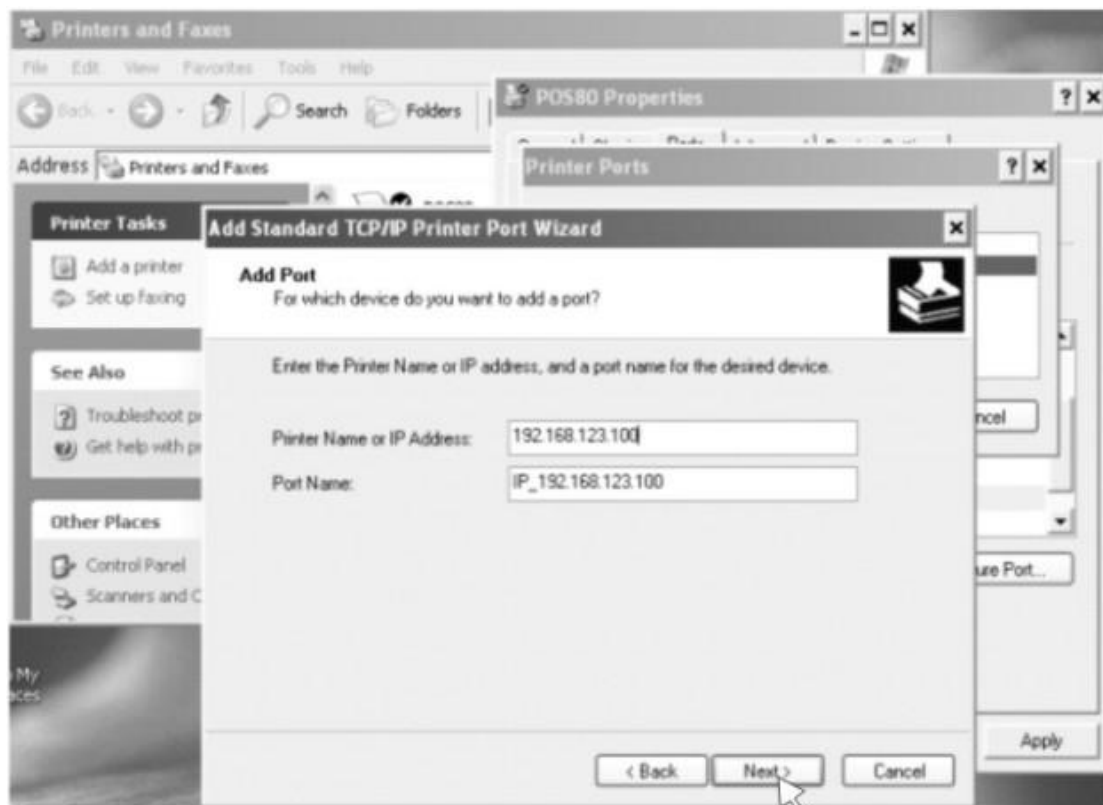 Printers and Faxes
File Edit View Favorites Tools Help
Back
Search
Folders
Address
Printers and Faxes
Printer Tasks
Add a printer
Set up faxing
See Also
Troubleshoot
Get help with
Other Places
Control Panel
Scanners and
My
POS80 Properties
Printer Ports
Add Standard TCP/IP Printer Port Wizard
Add Port
For which device do you want to add a port?
Enter the Printer Name or IP address, and a port name for the desired device.
Printer Name or IP Address: 192.168.123.100
Port Name: IP_192.168.123.100
< Back
Next >
Cancel
ncel
ure Port...
Apply